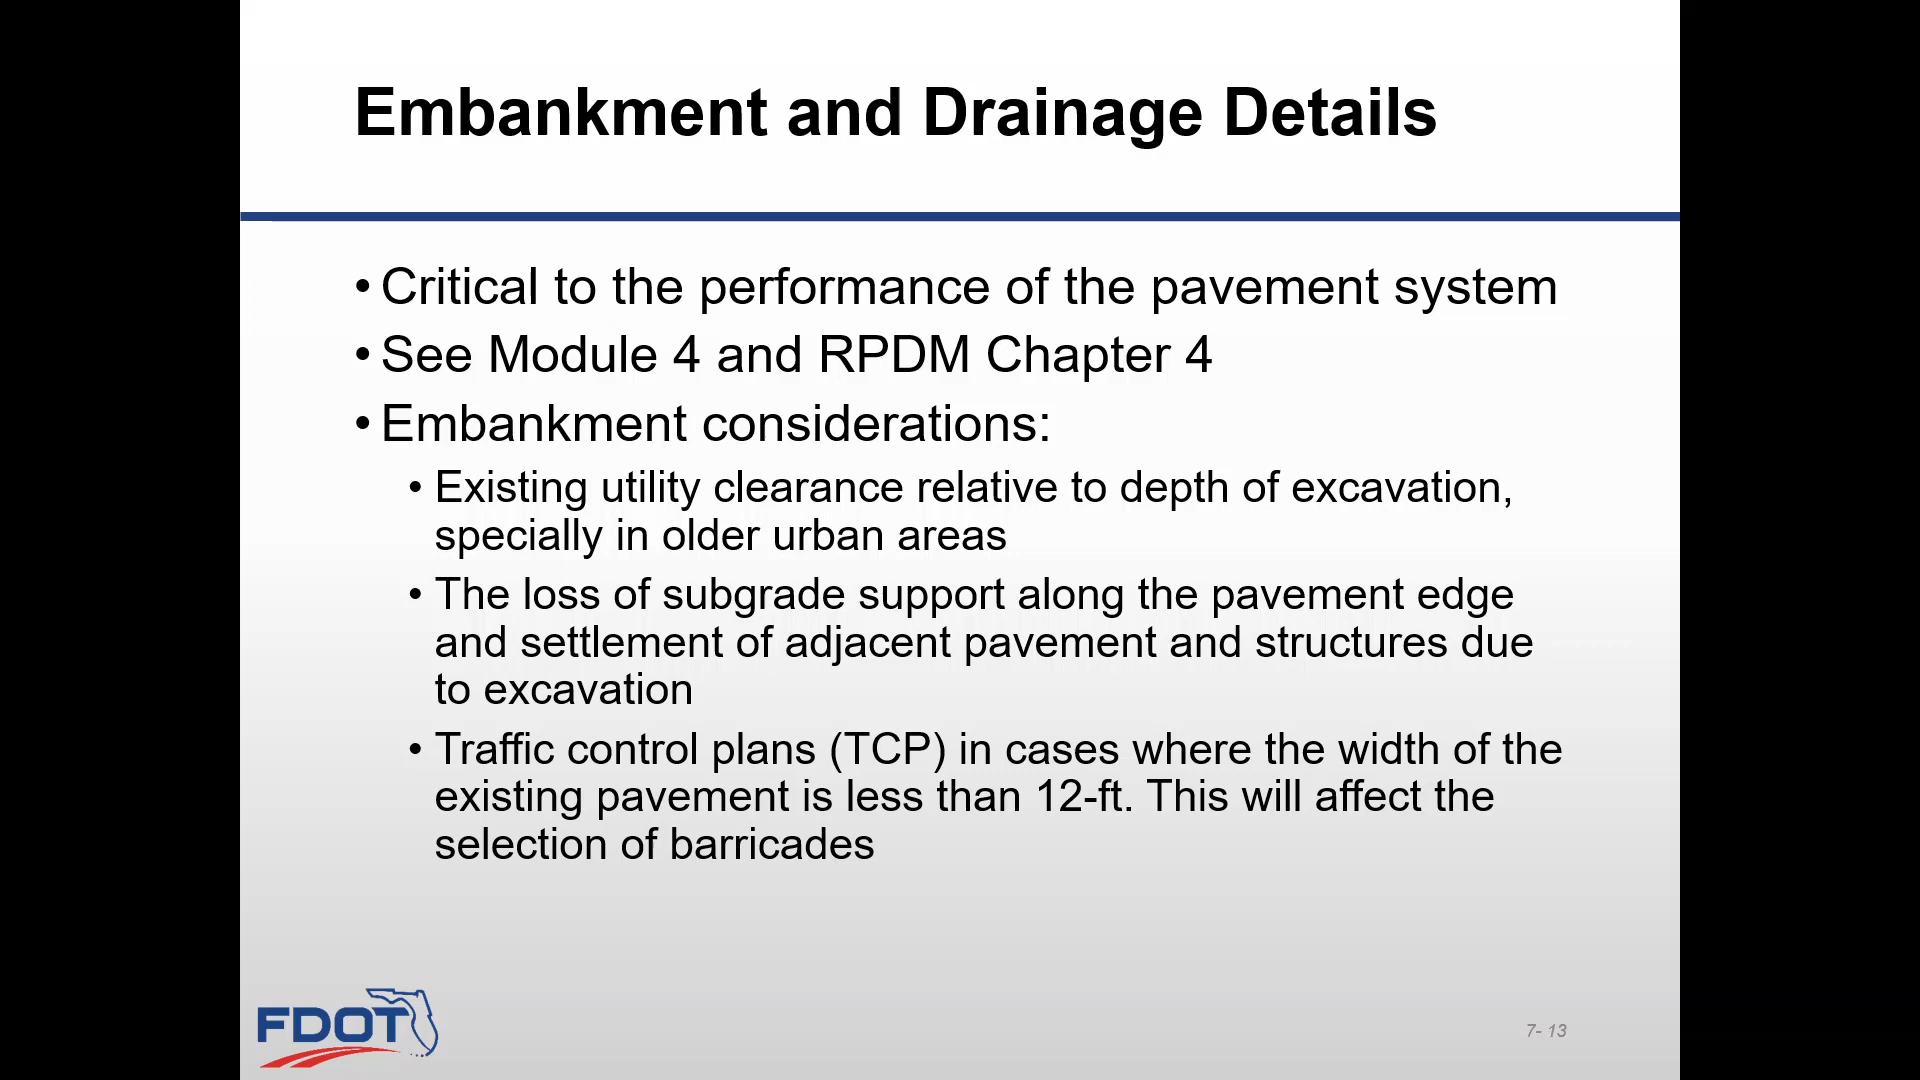 Embankment and Drainage Details
• Critical to the performance of the pavement system
• See Module 4 and RPDM Chapter 4
• Embankment considerations:
• Existing utility clearance relative to depth of excavation,
specially in older urban areas
• The loss of subgrade support along the pavement edge
and settlement of adjacent pavement and structures due
to excavation
• Traffic control plans (TCP) in cases where the width of the
existing pavement is less than 12-ft. This will affect the
selection of barricades
FDOT
7- 13